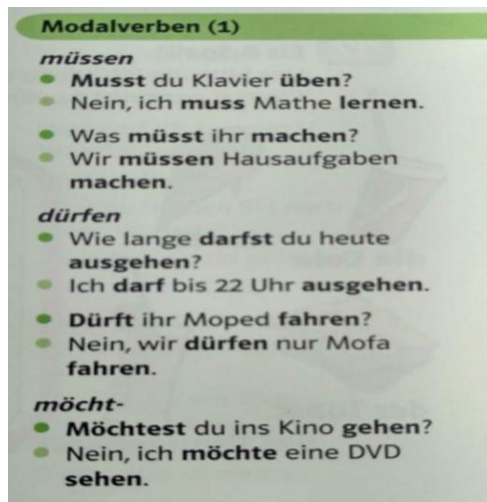 Modalverben (1)
müssen
Musst du Klavier üben?
Nein, ich muss Mathe lernen.
Was müsst ihr machen?
Wir müssen Hausaufgaben
machen.
dürfen
Wie lange darfst du heute
ausgehen?
Ich darf bis 22 Uhr ausgehen.
Dürft ihr Moped fahren?
Nein, wir dürfen nur Mofa
fahren.
möcht-
Möchtest du ins Kino gehen?
Nein, ich möchte eine DVD
sehen.